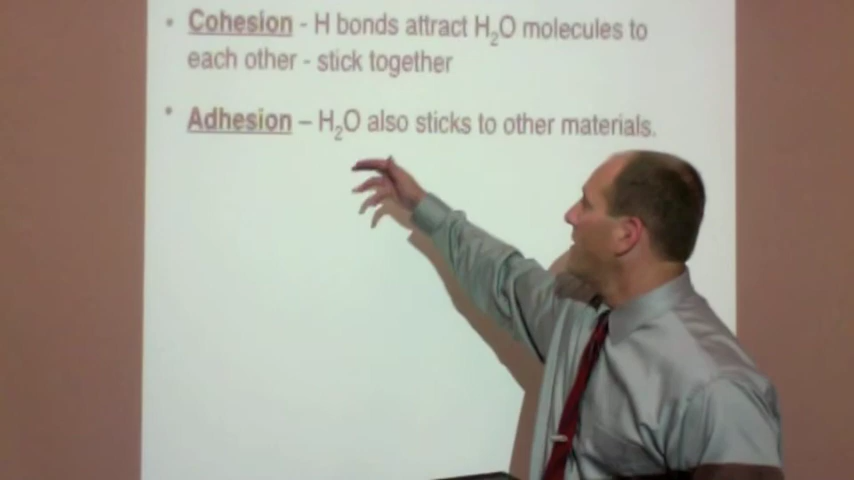 • Cohesion - H bonds attract H₂O molecules to
each other - stick together
• Adhesion – H₂O also sticks to other materials.